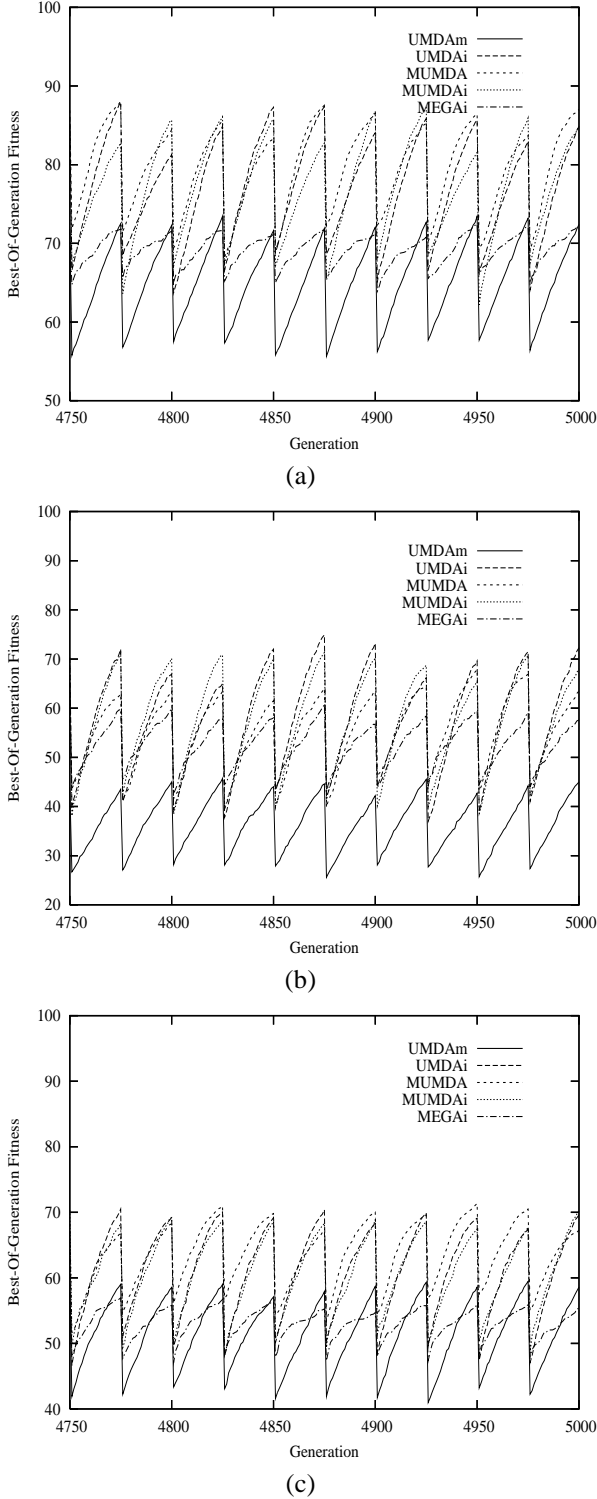 100
90
80
70
60
50
Best-Of-Generation Fitness
UMDAm
UMDAi
MUMDA
MUMDAi
MEGAi
4750 4800 4850 4900 4950 5000
Generation
(a)
100
90
80
70
60
50
40
30
20
Best-Of-Generation Fitness
UMDAm
UMDAi
MUMDA
MUMDAi
MEGAi
4750 4800 4850 4900 4950 5000
Generation
(b)
100
90
80
70
60
50
40
Best-Of-Generation Fitness
UMDAm
UMDAi
MUMDA
MUMDAi
MEGAi
4750 4800 4850 4900 4950 5000
Generation
(c)